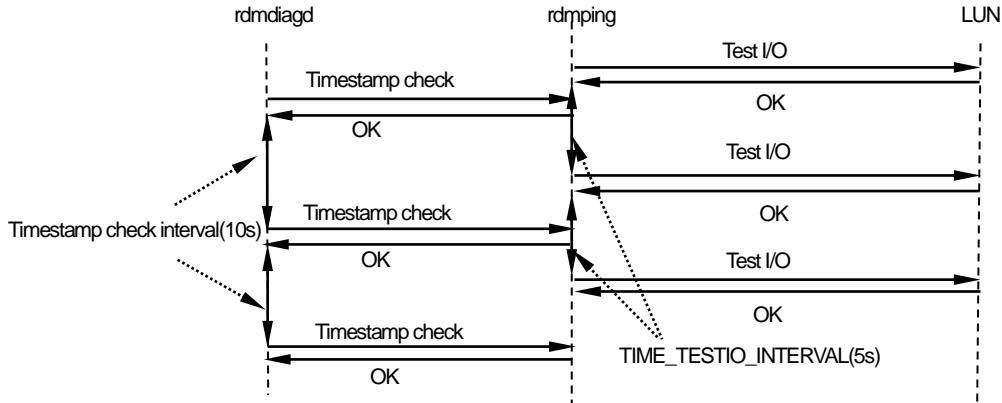 rdmdiagd rdmping LUN
Test I/O
Timestamp check
OK
OK
Test I/O
Timestamp check
OK
Timestamp check interval(10s)
OK
Test I/O
OK
Timestamp check
TIME_TESTIO_INTERVAL(5s)
OK